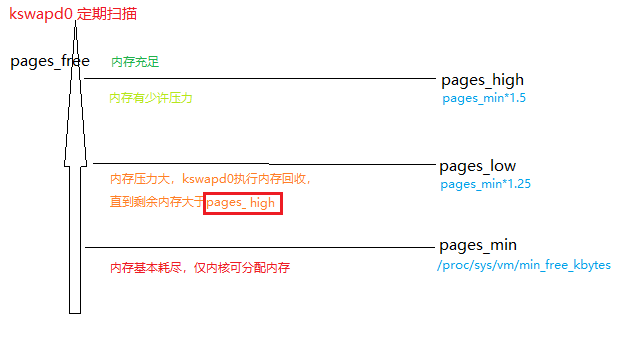 kswapd0 定期扫描
pages_free 内存充足
pages_high
内存有少许压力
pages_min*1.5
pages_low
内存压力大，kswapd0执行内存回收，
pages_min*1.25
直到剩余内存大于pages_ high
pages_min
内存基本耗尽，仅内核可分配内存
/proc/sys/vm/min_free_kbytes